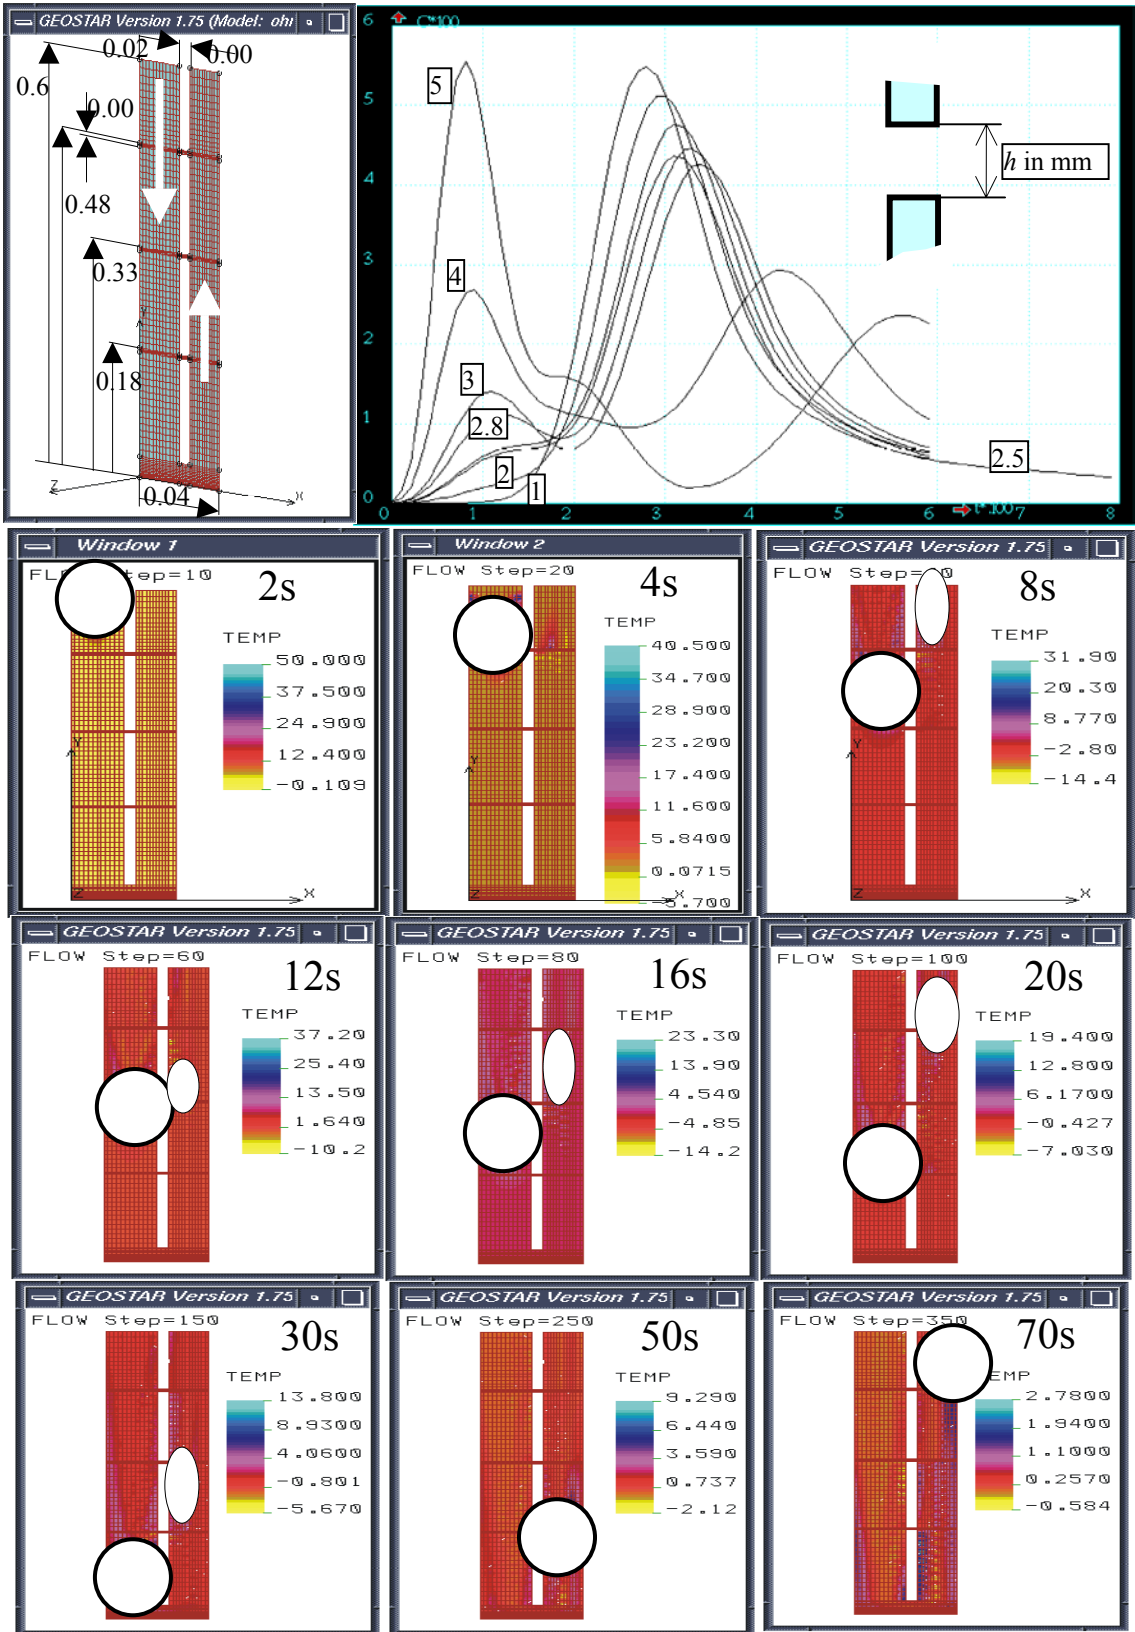 GEOSTAR Version 1.75 (Model: ohr
0.02
0.00
0.6
0.00
0.48
0.33
Y
0.18
Z
0.04
X
6
C*100
5
5
4
h in mm
3
4
2
3
1
2.8
2
2.5
0
1
0
1
2
3
4
5
6
t*.100
7
8
Window 1
FLOW Step=10
2s
TEMP
50.000
37.500
24.900
12.400
-0.109
Y
Z
X
Window 2
FLOW Step=20
4s
TEMP
40.500
34.700
28.900
23.200
17.400
11.600
5.8400
0.0715
-5.700
Y
Z
X
GEOSTAR Version 1.75
FLOW
8s
TEMP
31.90
20.30
8.770
-2.80
-14.4
Y
Z
X
GEOSTAR Version 1.75
FLOW Step=60
12s
TEMP
37.20
25.40
13.50
1.640
-10.2
GEOSTAR Version 1.75
FLOW Step=80
16s
TEMP
23.30
13.90
4.540
-4.85
-14.2
GEOSTAR Version 1.75
FLOW Step=100
20s
TEMP
19.400
12.800
6.1700
-0.427
-7.030
GEOSTAR Version 1.75
FLOW Step=150
30s
TEMP
13.800
8.9300
4.0600
-0.801
-5.670
GEOSTAR Version 1.75
FLOW Step=250
50s
TEMP
9.290
6.440
3.590
0.737
-2.12
GEOSTAR Version 1.75
FLOW Step=350
70s
TEMP
2.7800
1.9400
1.1000
0.2570
-0.584